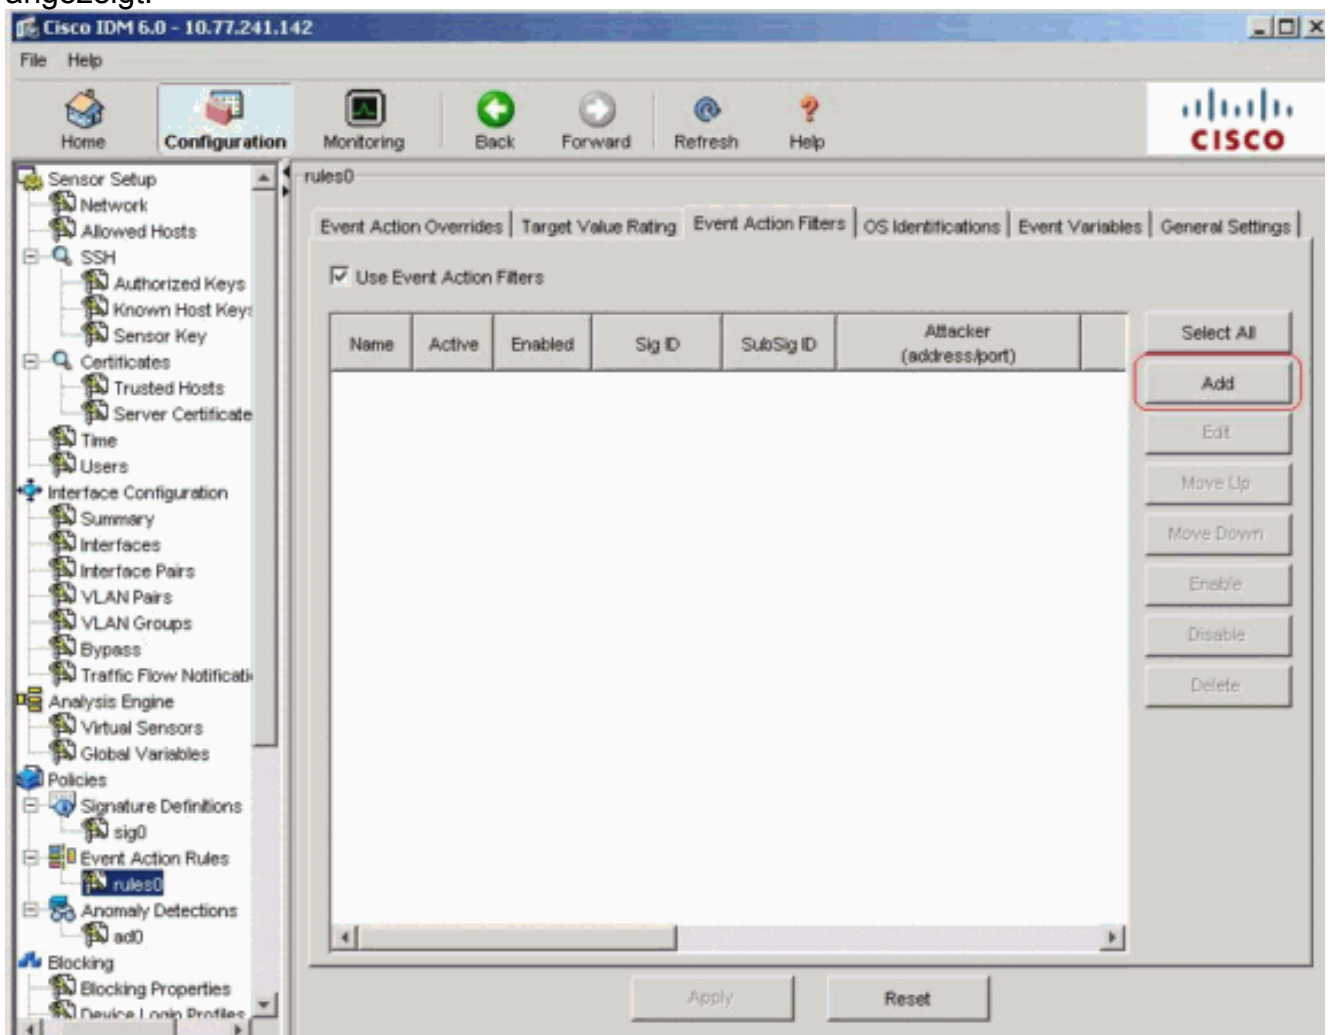 angezeigt.
Cisco IDM 6.0 - 10.77.241.142
File Help
Home Configuration Monitoring Back Forward Refresh Help
CISCO
Sensor Setup
Network
Allowed Hosts
SSH
Authorized Keys
Known Host Keys
Sensor Key
Certificates
Trusted Hosts
Server Certificate
Time
Users
Interface Configuration
Summary
Interfaces
Interface Pairs
VLAN Pairs
VLAN Groups
Bypass
Traffic Flow Notificati
Analysis Engine
Virtual Sensors
Global Variables
Policies
Signature Definitions
sig0
Event Action Rules
rules0
Anomaly Detections
ad0
Blocking
Blocking Properties
Device Login Profiles
rules0
Event Action Overrides Target Value Rating Event Action Filters OS Identifications Event Variables General Settings
Use Event Action Filters
Name Active Enabled Sig ID SubSig ID Attacker
(address/port)
Select All
Add
Edit
Move Up
Move Down
Enable
Disable
Delete
Apply Reset